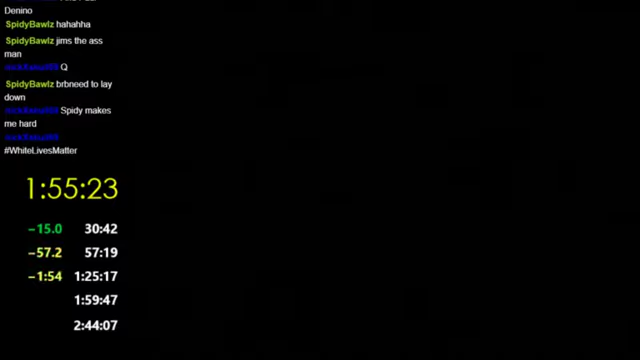 Denino
SpidyBawlz hahahha
SpidyBawlz jims the ass
man
Q
SpidyBawlz brbneed to lay
down
Spidy makes
me hard
#WhiteLivesMatter
1:55:23
−15.0 30:42
−57.2 57:19
−1:54 1:25:17
1:59:47
2:44:07